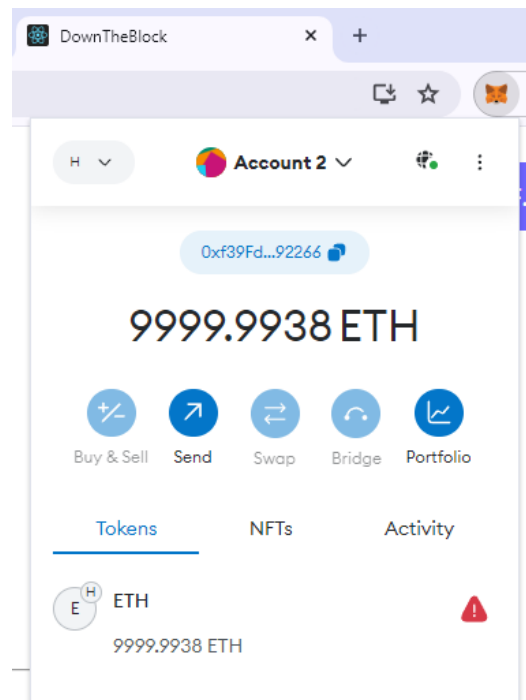 DownTheBlock
H
Account 2
0xf39Fd...92266
9999.9938 ETH
Buy & Sell Send Swap Bridge Portfolio
Tokens NFTs Activity
E H ETH
9999.9938 ETH